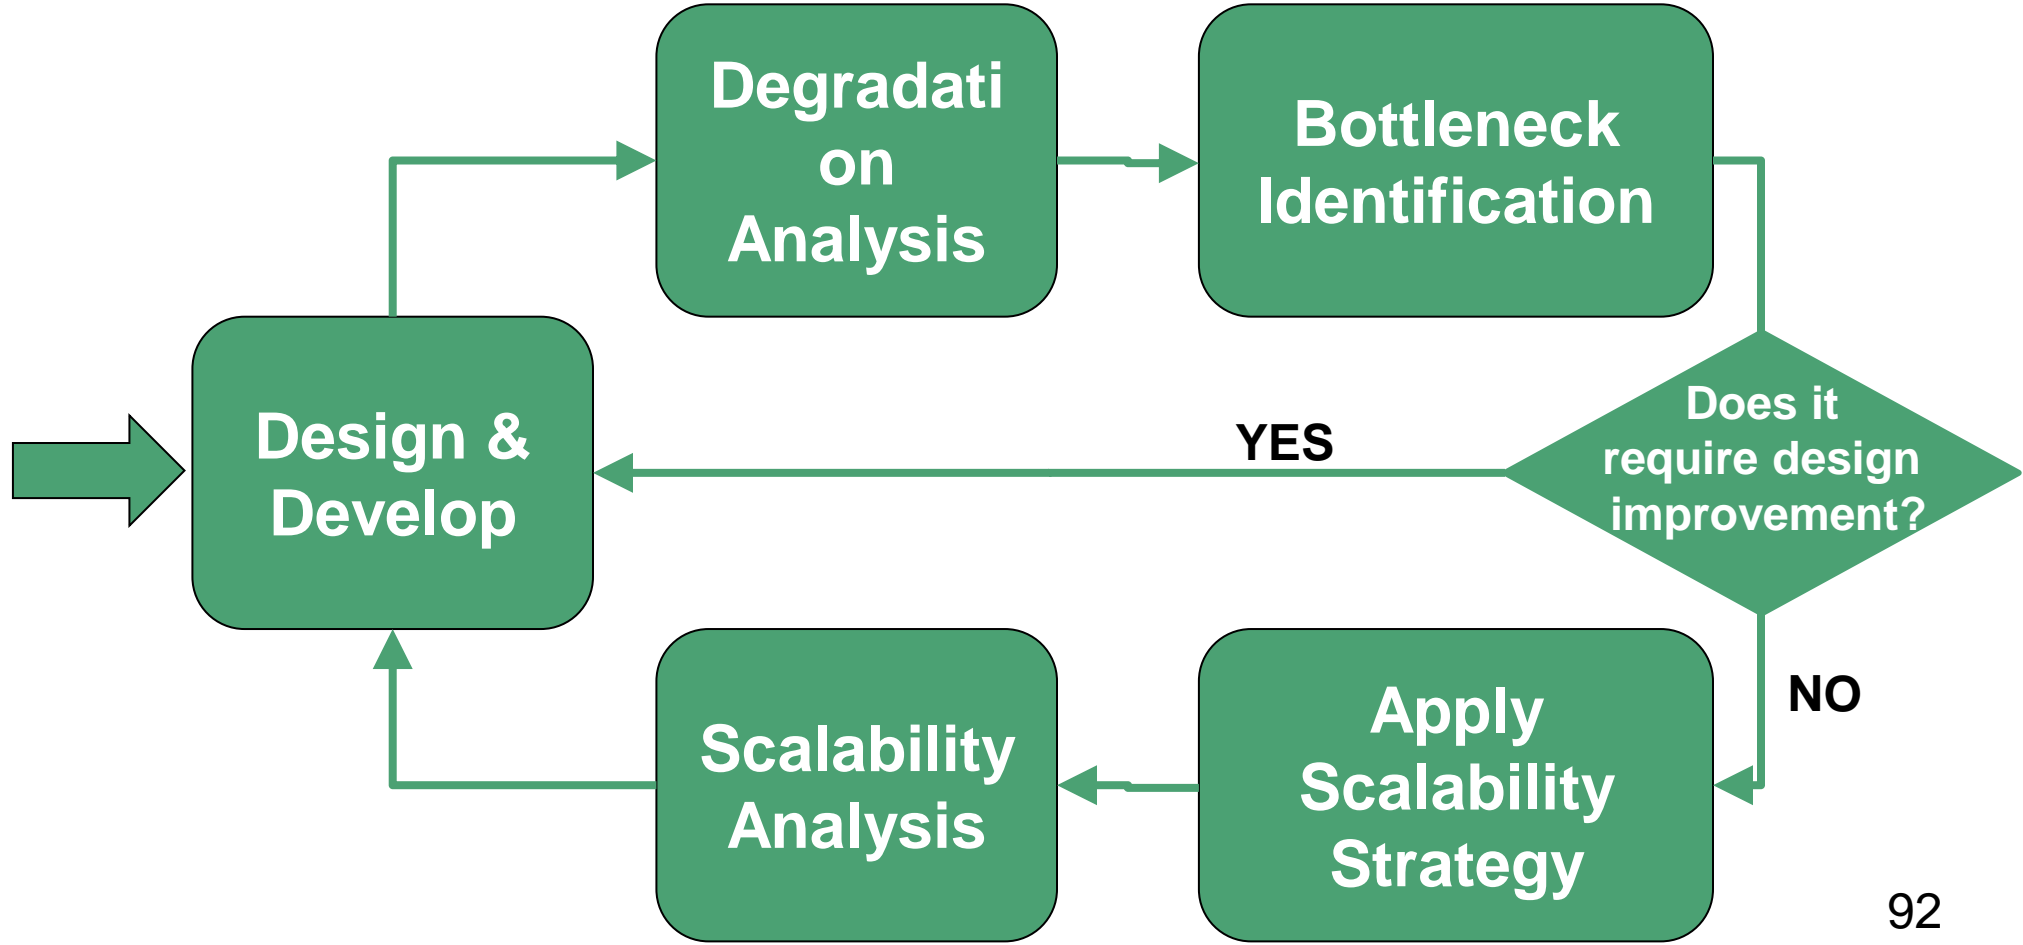 Degradati
on
Analysis
Bottleneck
Identification
Design &
Develop
YES
Does it
require design
improvement?
NO
Scalability
Analysis
Apply
Scalability
Strategy
92